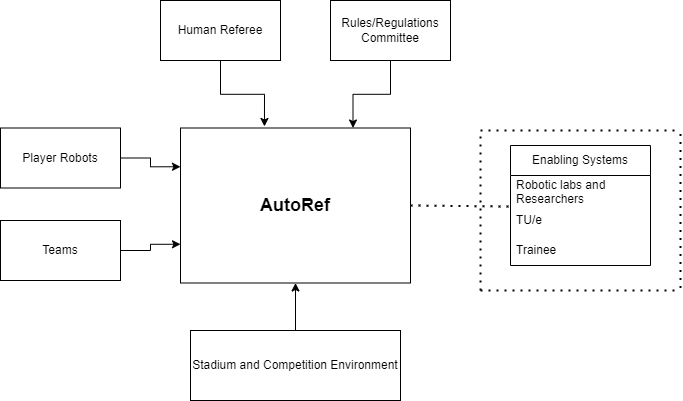 Human Referee
Rules/Regulations
Committee
Player Robots
Teams
AutoRef
Enabling Systems
Robotic labs and
Researchers
TU/e
Trainee
Stadium and Competition Environment